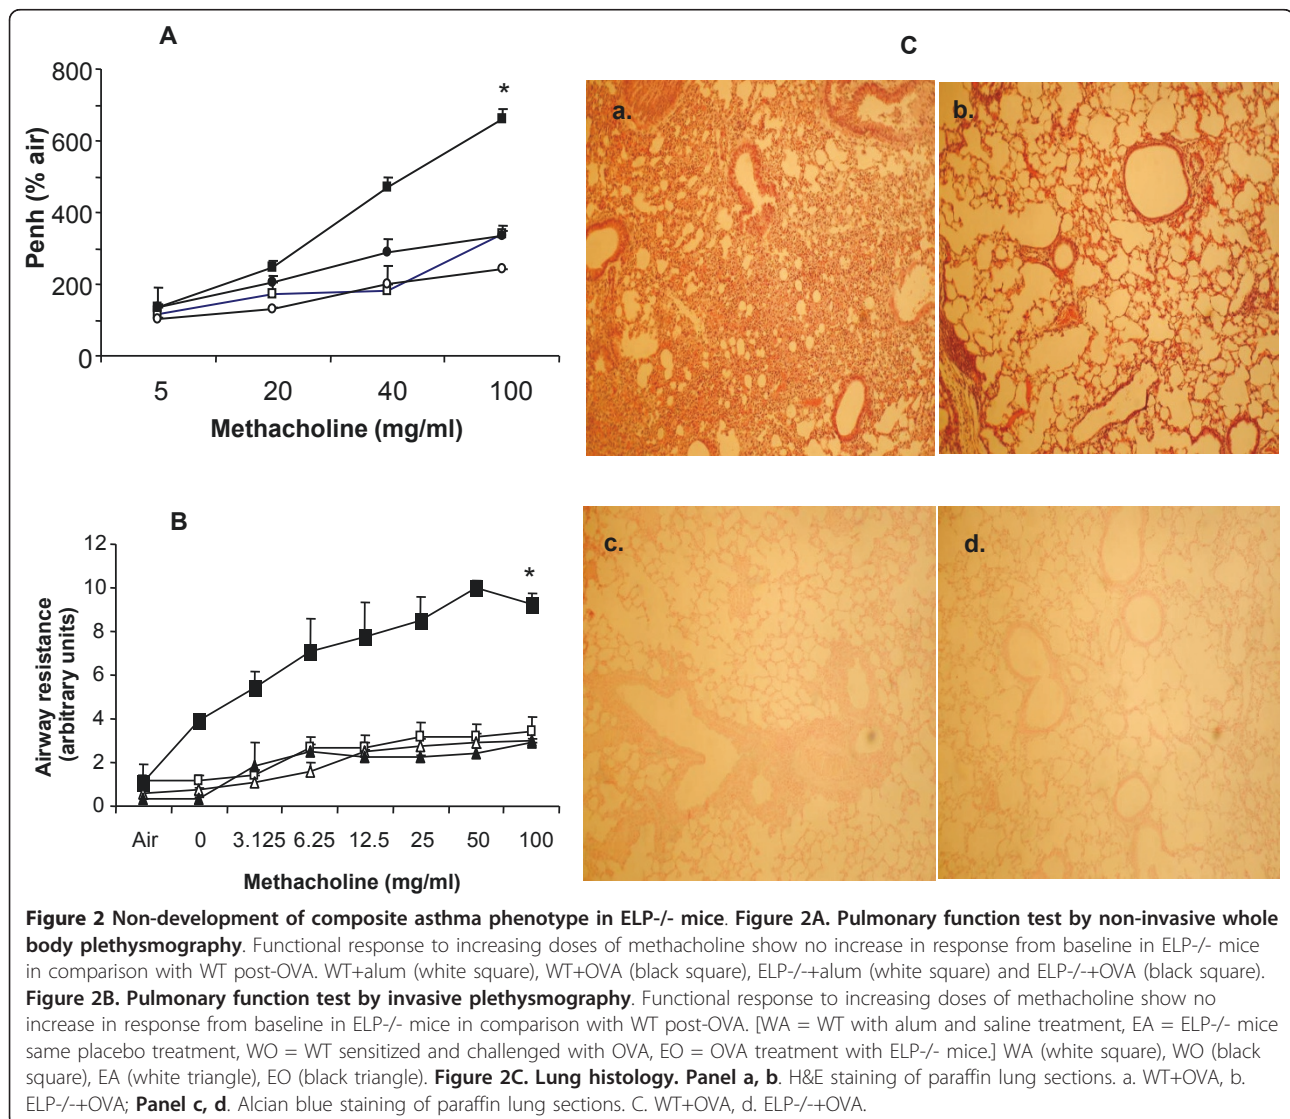 A
800
600
400
200
0
Penh (% air)
*
5 20 40 100
Methacholine (mg/ml)
B
12
10
8
6
4
2
0
Airway resistance
(arbitrary units)
*
Air 0 3.125 6.25 12.5 25 50 100
Methacholine (mg/ml)
C
a.
b.
c.
d.
Figure 2 Non-development of composite asthma phenotype in ELP-/- mice. Figure 2A. Pulmonary function test by non-invasive whole
body plethysmography. Functional response to increasing doses of methacholine show no increase in response from baseline in ELP-/- mice
in comparison with WT post-OVA. WT+alum (white square), WT+OVA (black square), ELP-/-+alum (white square) and ELP-/-+OVA (black square).
Figure 2B. Pulmonary function test by invasive plethysmography. Functional response to increasing doses of methacholine show no
increase in response from baseline in ELP-/- mice in comparison with WT post-OVA. [WA = WT with alum and saline treatment, EA = ELP-/- mice
same placebo treatment, WO = WT sensitized and challenged with OVA, EO = OVA treatment with ELP-/- mice.] WA (white square), WO (black
square), EA (white triangle), EO (black triangle). Figure 2C. Lung histology. Panel a, b. H&E staining of paraffin lung sections. a. WT+OVA, b.
ELP-/-+OVA; Panel c, d. Alcian blue staining of paraffin lung sections. C. WT+OVA, d. ELP-/-+OVA.